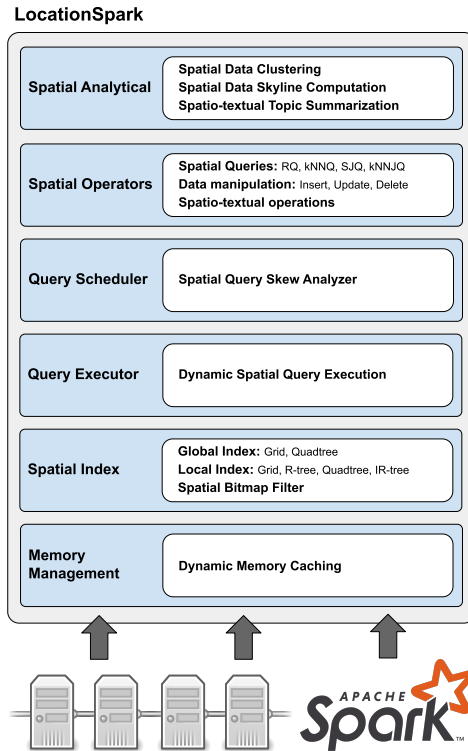 LocationSpark
Spatial Analytical
Spatial Data Clustering
Spatial Data Skyline Computation
Spatio-textual Topic Summarization
Spatial Operators
Spatial Queries: RQ, kNNQ, SJQ, kNNJQ
Data manipulation: Insert, Update, Delete
Spatio-textual operations
Query Scheduler
Spatial Query Skew Analyzer
Query Executor
Dynamic Spatial Query Execution
Spatial Index
Global Index: Grid, Quadtree
Local Index: Grid, R-tree, Quadtree, IR-tree
Spatial Bitmap Filter
Memory
Management
Dynamic Memory Caching
APACHE
Spark™